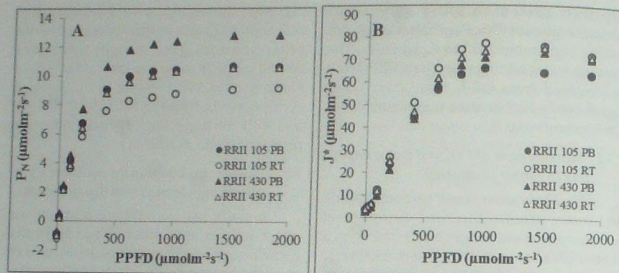 A
14
12
10
8
6
4
2
0
-2
P_N (µmolm⁻²s⁻¹)
● RRII 105 PB
○ RRII 105 RT
▲ RRII 430 PB
△ RRII 430 RT
0 500 1000 1500 2000
PPFD (µmolm⁻²s⁻¹)
B
90
80
70
60
50
40
30
20
10
0
J* (µmolm⁻²s⁻¹)
● RRII 105 PB
○ RRII 105 RT
▲ RRII 430 PB
△ RRII 430 RT
0 500 1000 1500 2000
PPFD (µmolm⁻²s⁻¹)